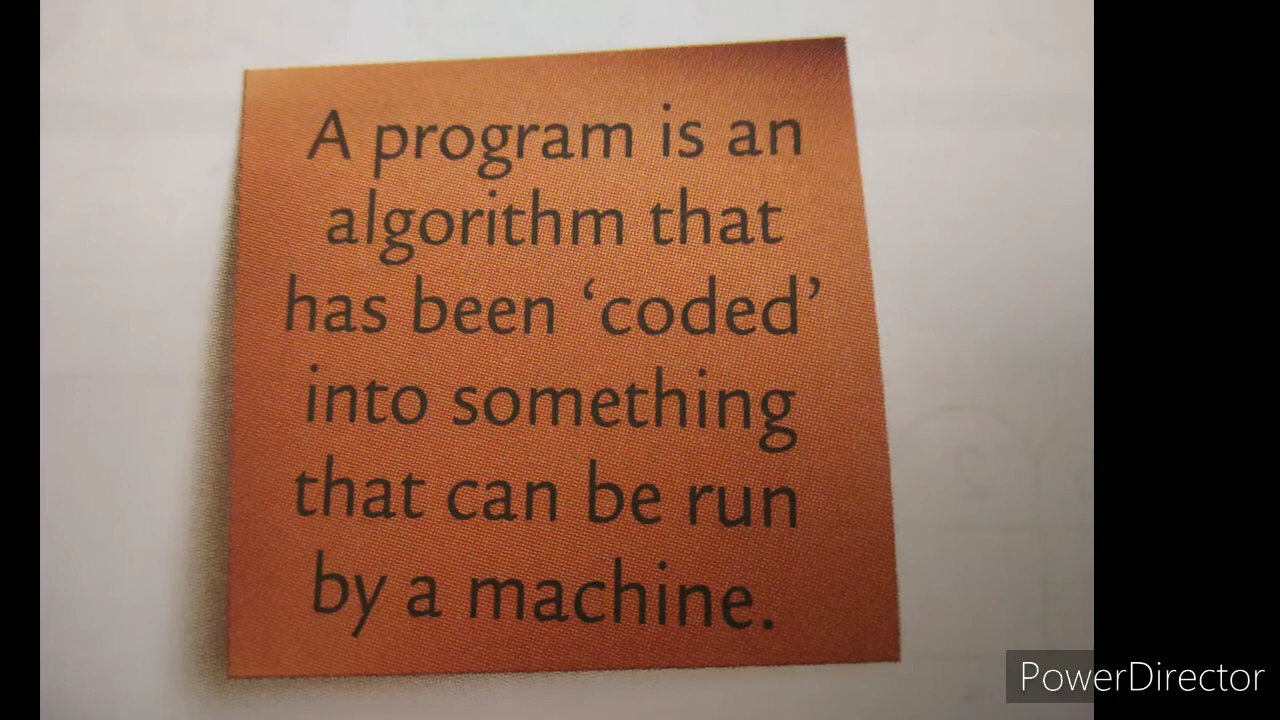 A program is an
algorithm that
has been ‘coded’
into something
that can be run
by a machine.
PowerDirector